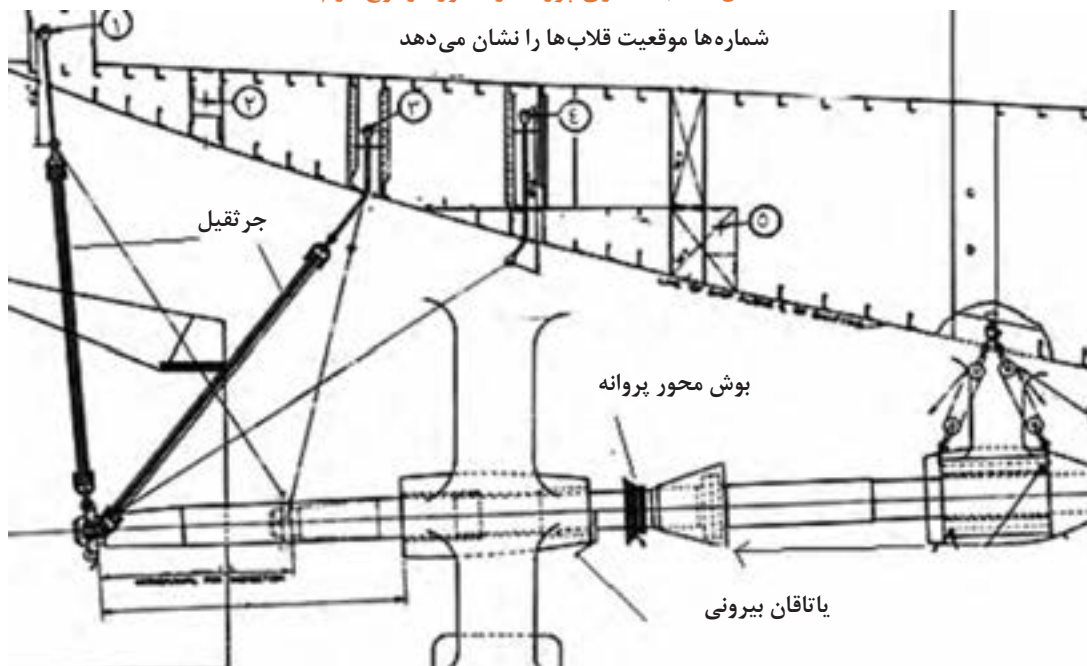 شماره‌ها موقعیت قلاب‌ها را نشان می‌دهد
۱
۲
۳
۴
۵
جرثقیل
بوش محور پروانه
یاتاقان بیرونی